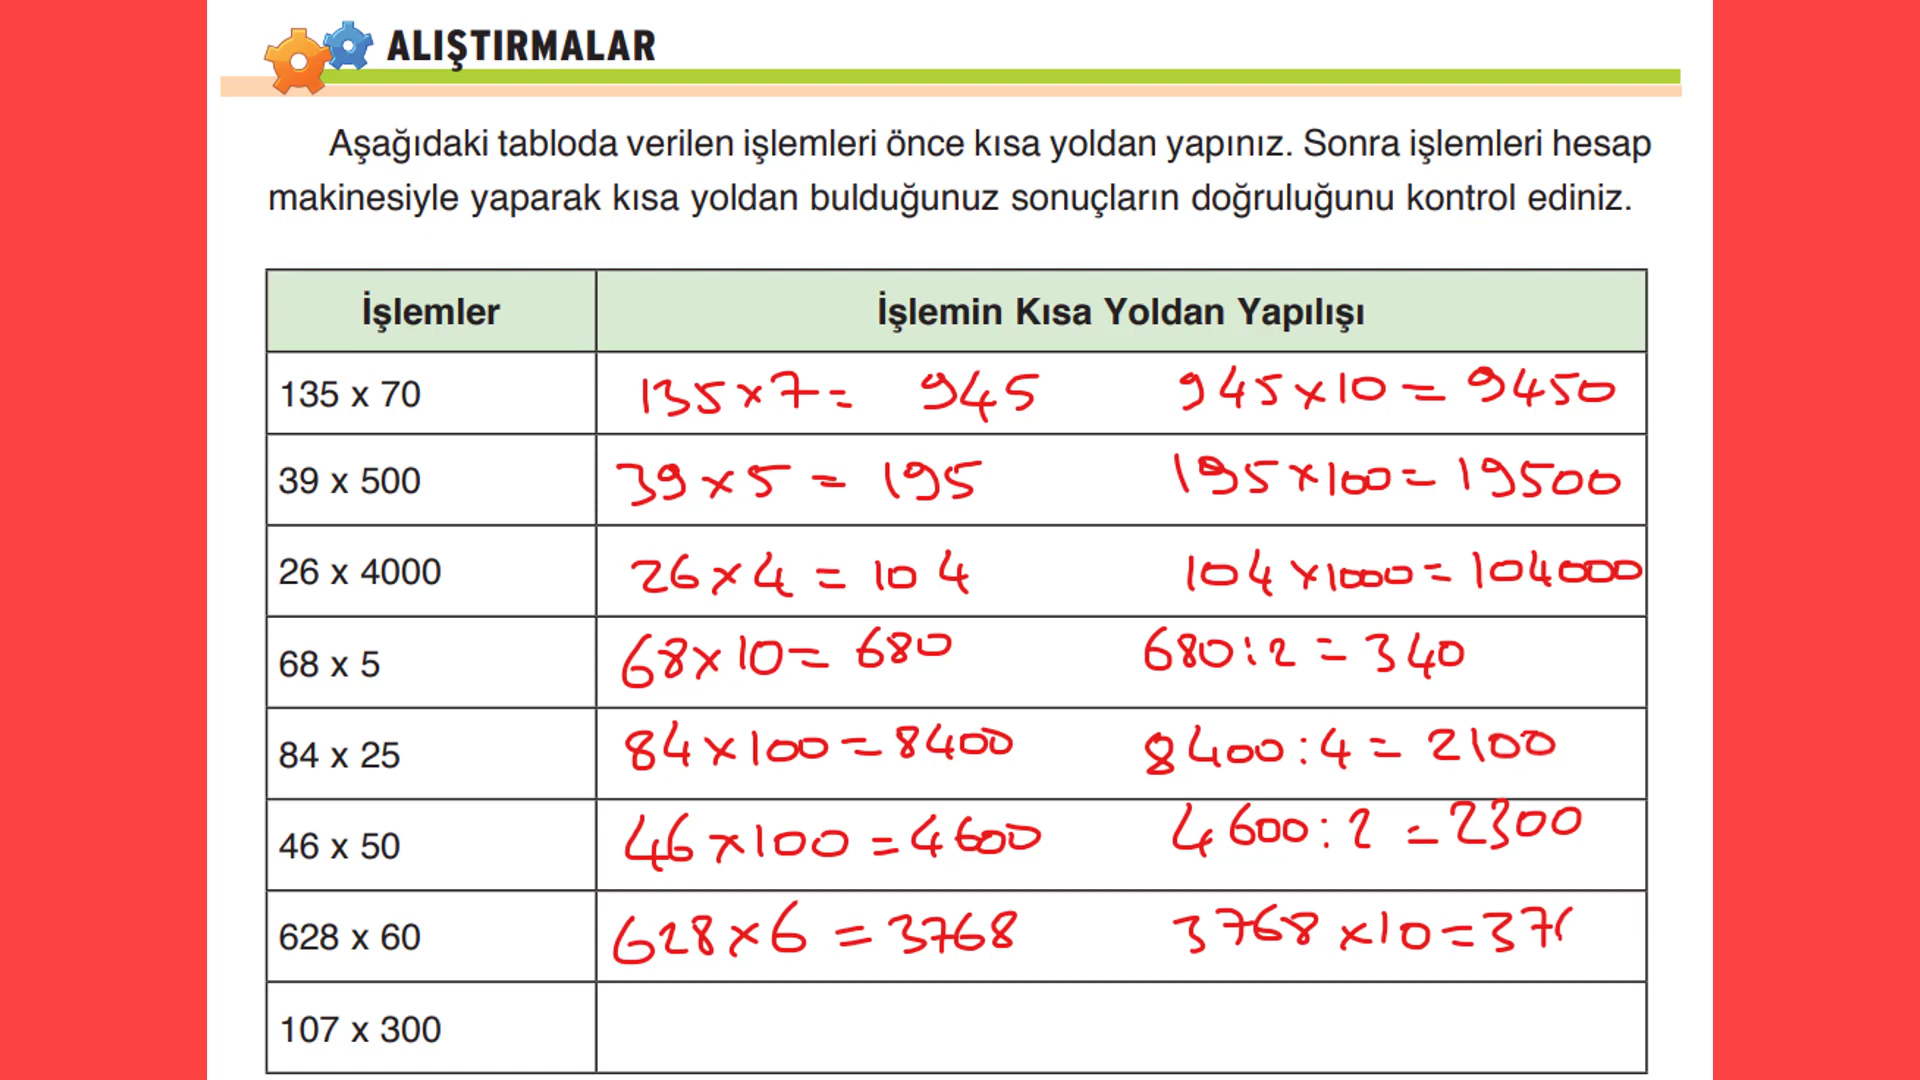 ALIŞTIRMALAR
Aşağıdaki tabloda verilen işlemleri önce kısa yoldan yapınız. Sonra işlemleri hesap
makinesiyle yaparak kısa yoldan bulduğunuz sonuçların doğruluğunu kontrol ediniz.
İşlemler İşlemin Kısa Yoldan Yapılışı
135 x 70 135x7= 945 945x10=9450
39 x 500 39x5=195 195x100=19500
26 x 4000 26x4=104 104x1000=104000
68 x 5 68x10=680 680:2=340
84 x 25 84x100=8400 8400:4=2100
46 x 50 46x100=4600 4600:2=2300
628 x 60 628x6=3768 3768x10=37
107 x 300